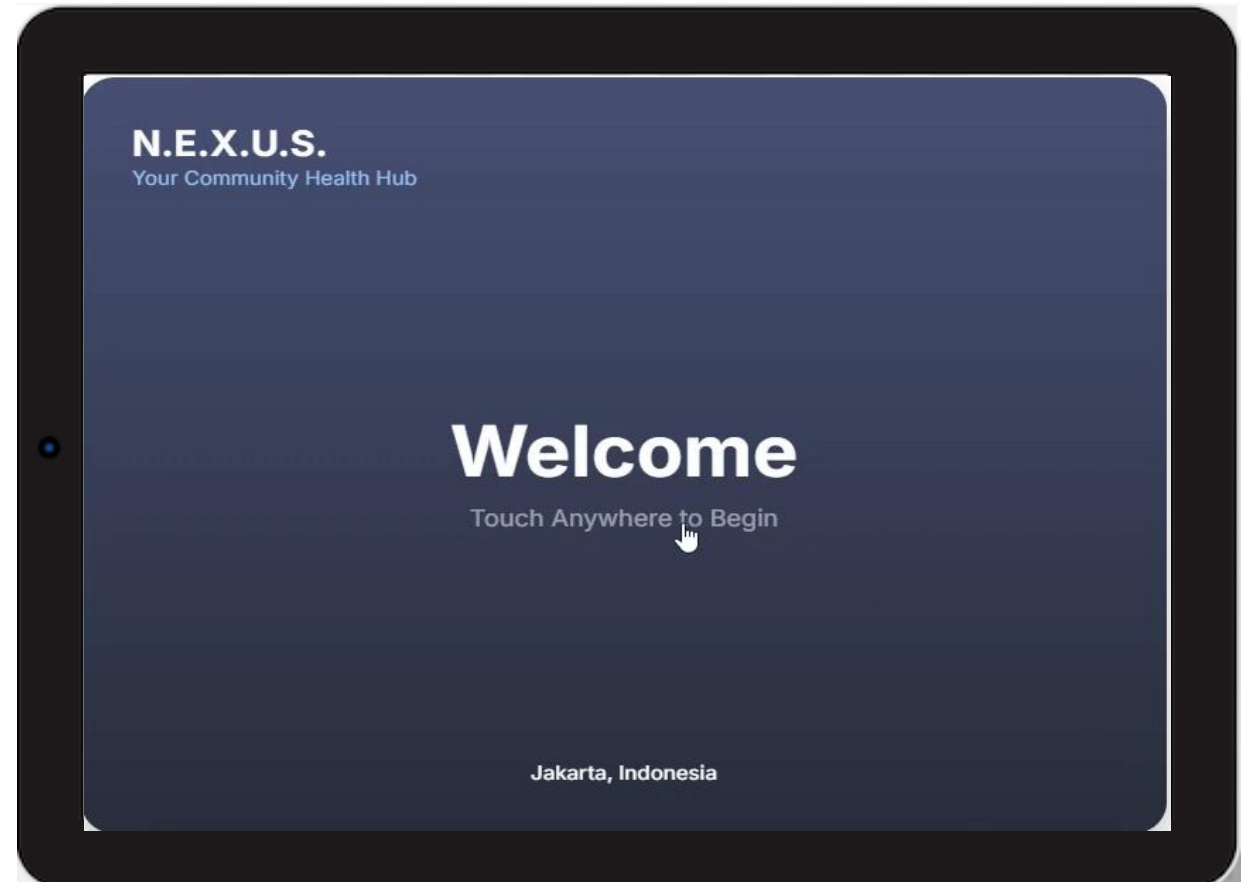 N.E.X.U.S.
Your Community Health Hub
Welcome
Touch Anywhere to Begin
Jakarta, Indonesia